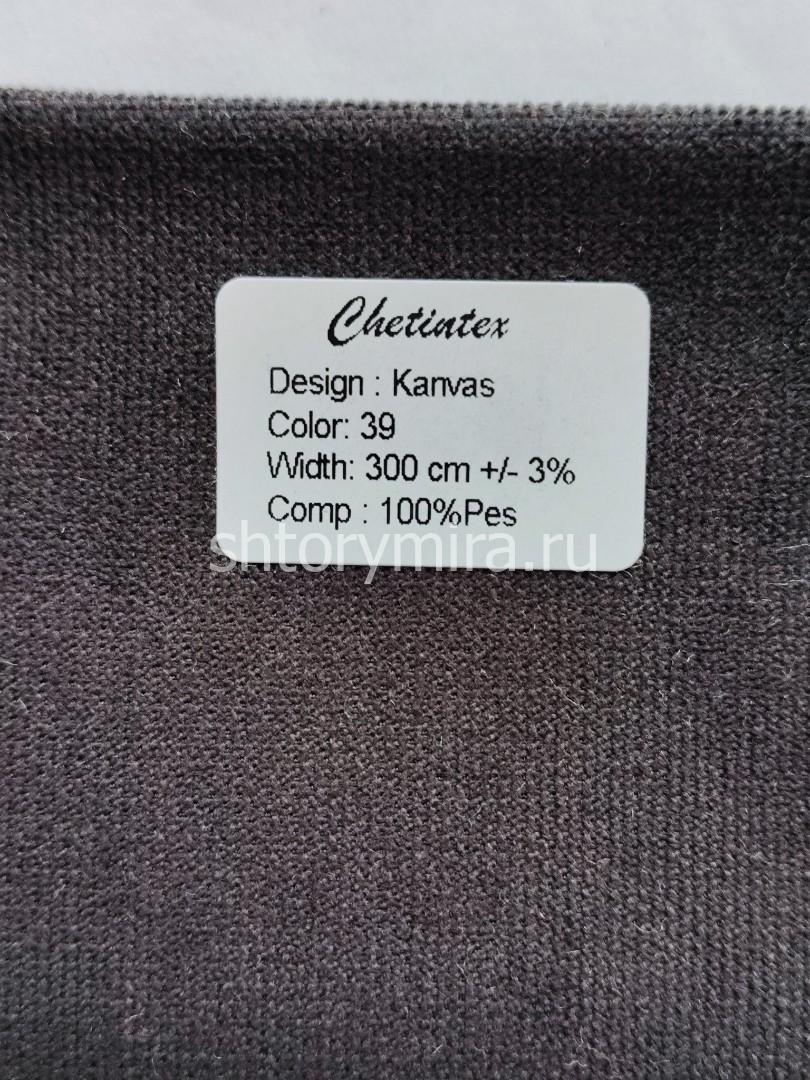 Chetintex
Design : Kanvas
Color: 39
Width: 300 cm +/- 3%
Comp : 100%Pes
shtorymira.ru